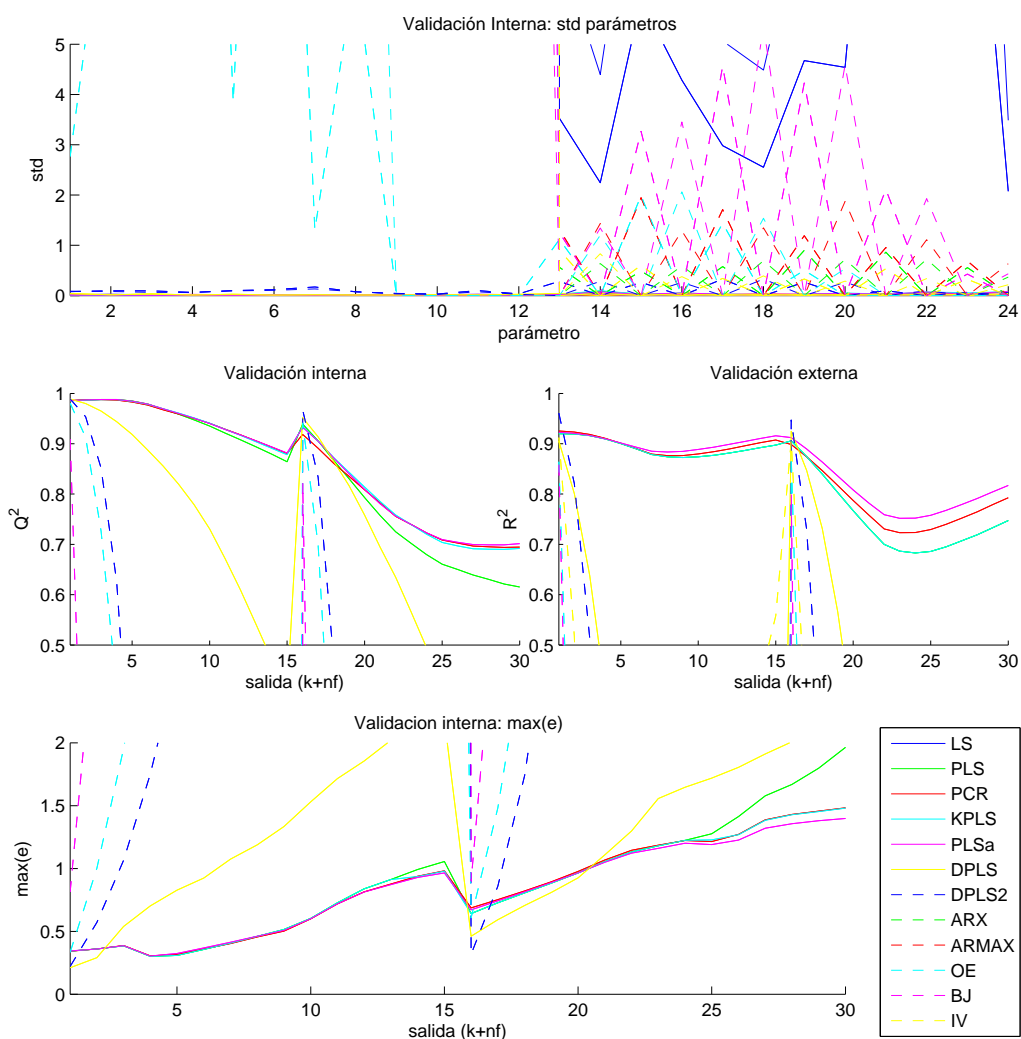 Validación Interna: std parámetros
5
4
3
2
1
0
std
2
4
6
8
10
12
14
16
18
20
22
24
parámetro
Validación interna
1
0.9
0.8
0.7
0.6
0.5
Q2
5
10
15
20
25
30
salida (k+nf)
Validación externa
1
0.9
0.8
0.7
0.6
0.5
R2
5
10
15
20
25
30
salida (k+nf)
Validacion interna: max(e)
2
1.5
1
0.5
0
max(e)
5
10
15
20
25
30
salida (k+nf)
LS
PLS
PCR
KPLS
PLSa
DPLS
DPLS2
ARX
ARMAX
OE
BJ
IV